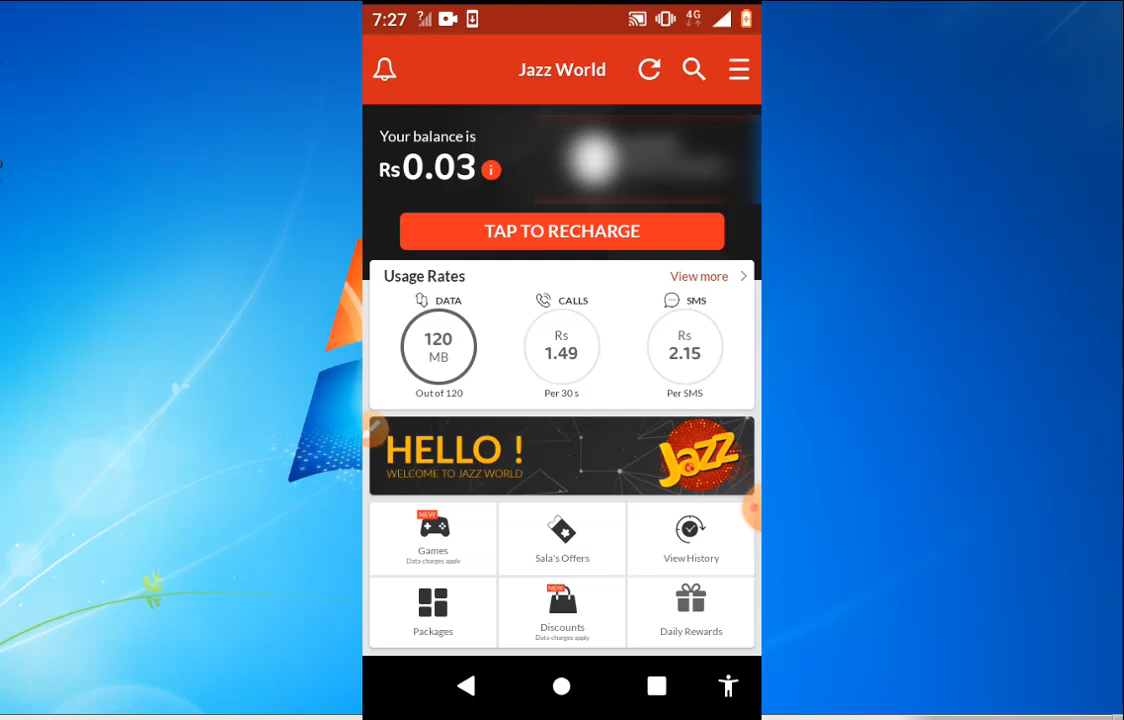 7:27
4G
Jazz World
Your balance is
Rs 0.03
TAP TO RECHARGE
Usage Rates
View more
DATA
CALLS
SMS
120
MB
Rs
1.49
Rs
2.15
Out of 120
Per 30 s
Per SMS
HELLO !
WELCOME TO JAZZ WORLD
Jazz
NEW
Games
Data charges apply
Sala's Offers
View History
Packages
NEW
Discounts
Data charges apply
Daily Rewards